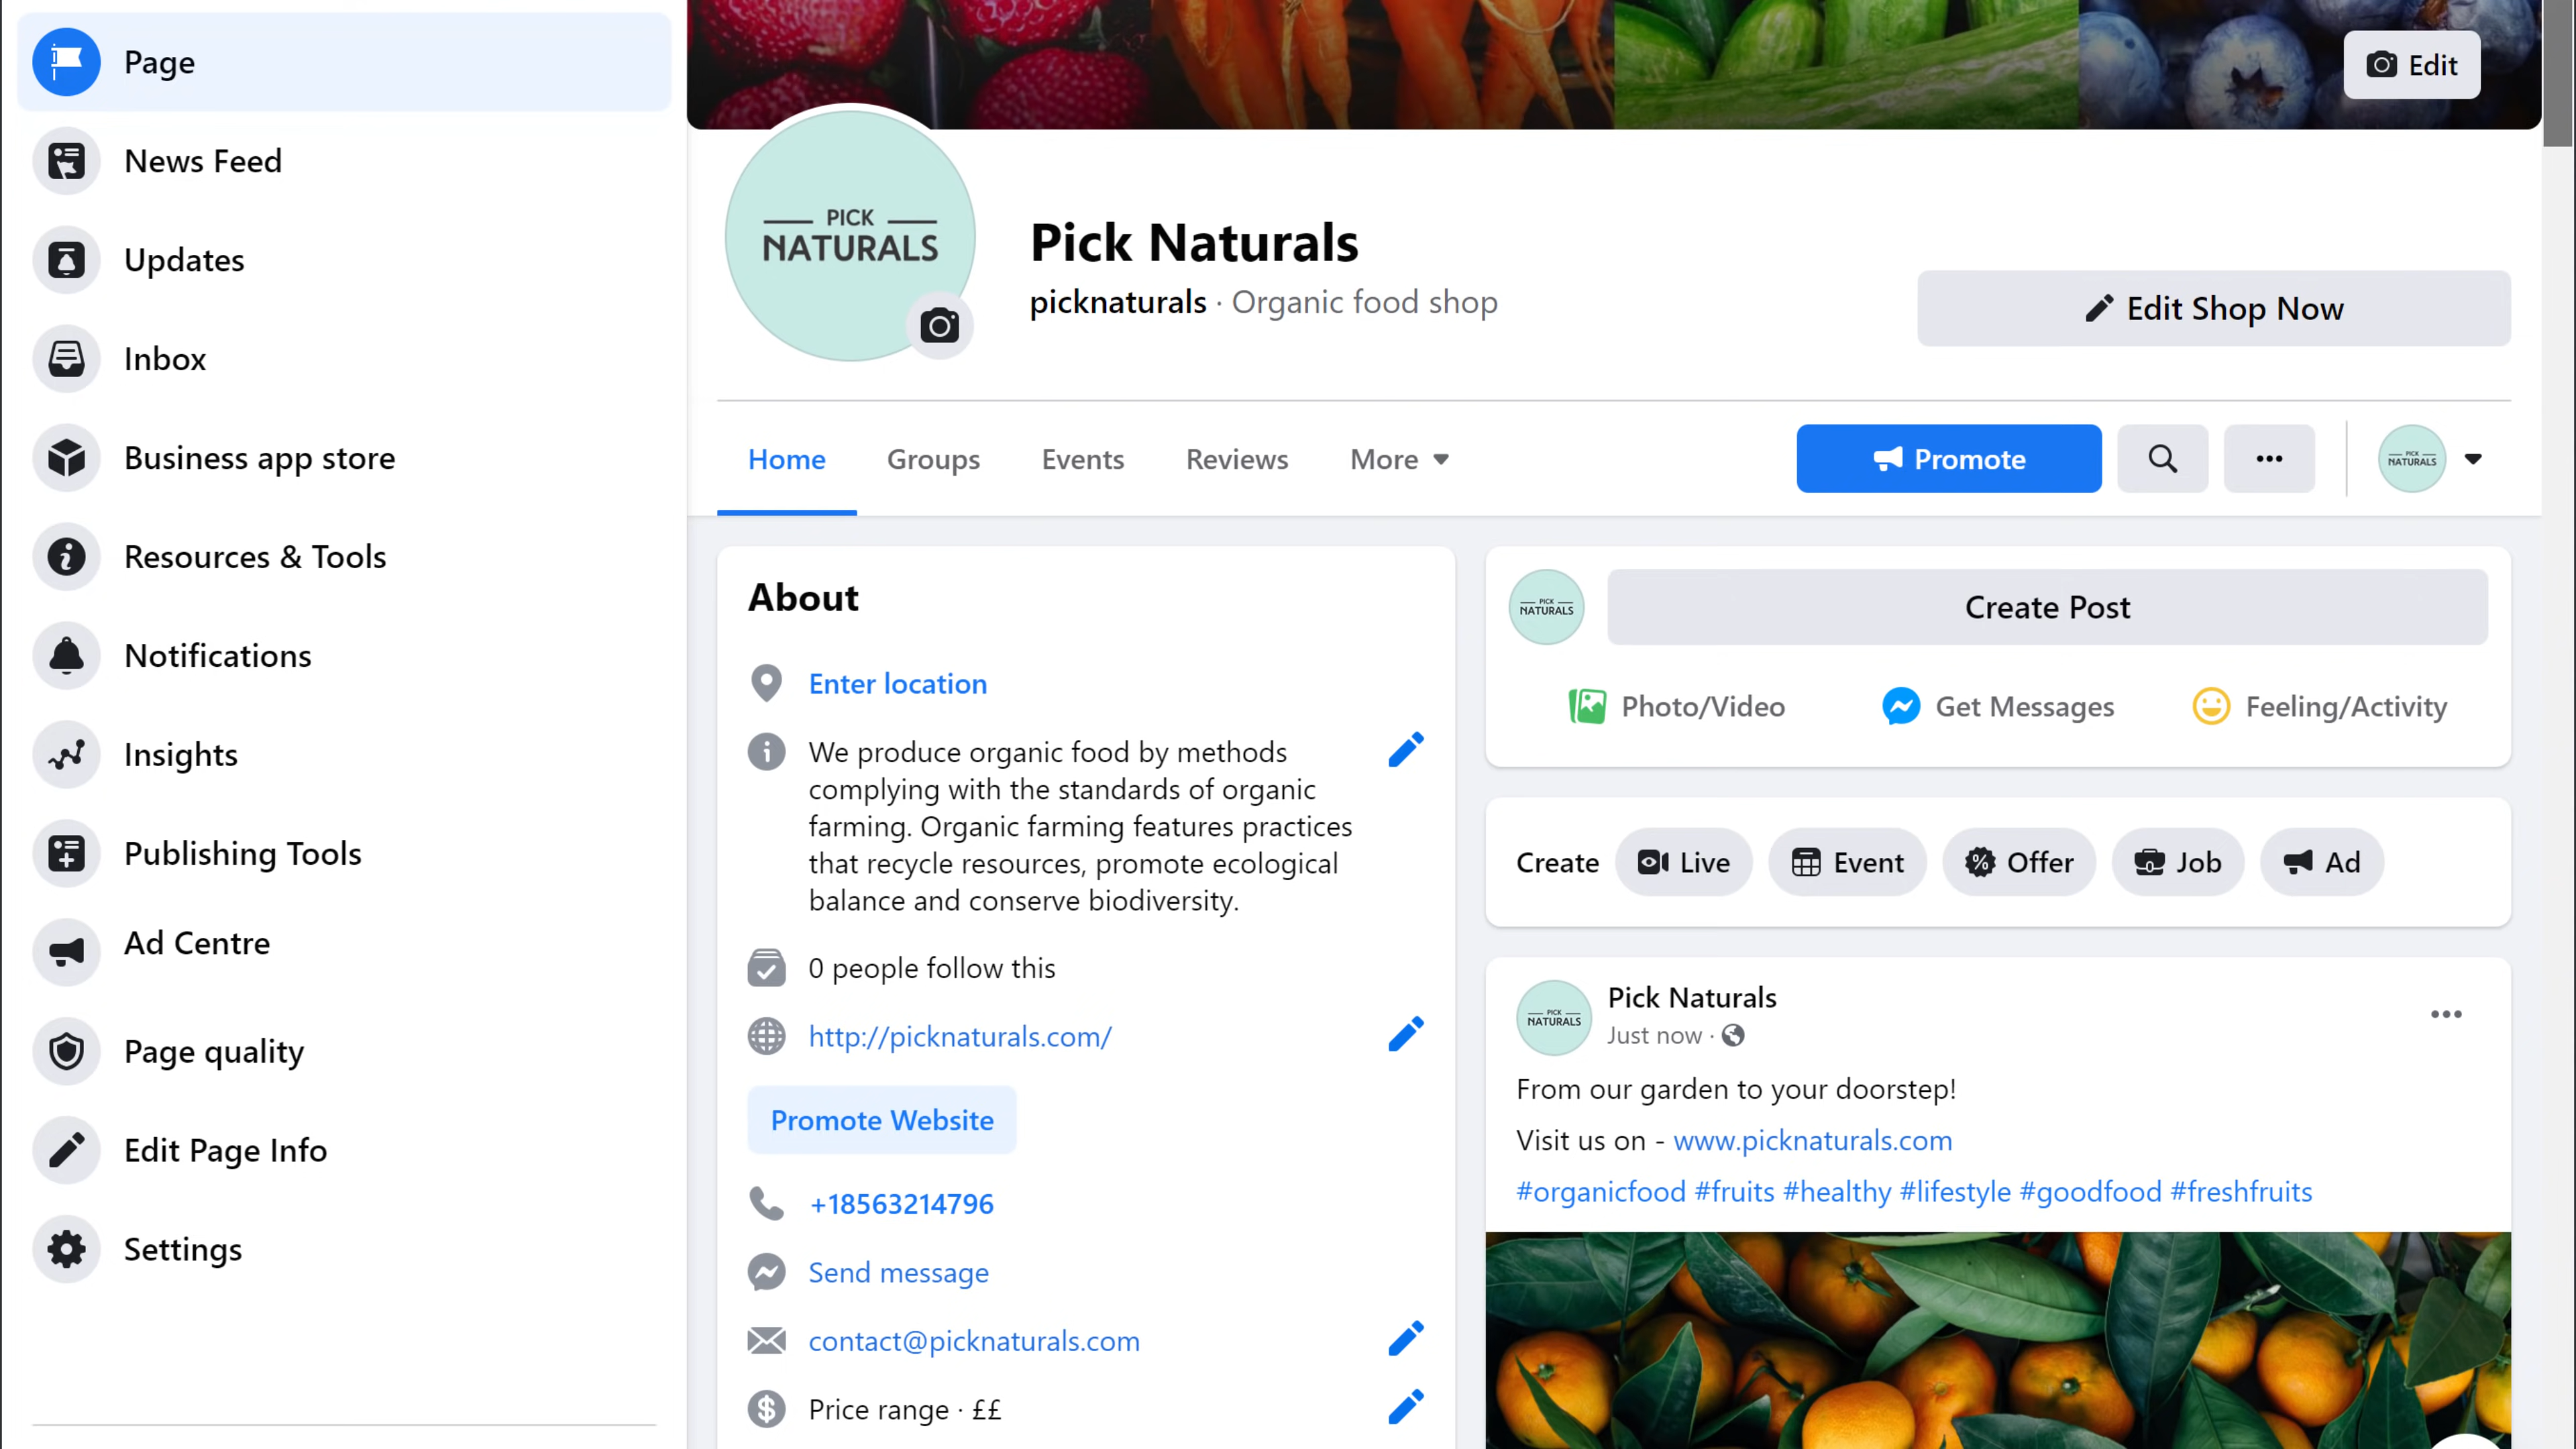 Page
News Feed
Updates
Inbox
Business app store
Resources & Tools
Notifications
Insights
Publishing Tools
Ad Centre
Page quality
Edit Page Info
Settings
Edit
PICK
NATURALS
Pick Naturals
picknaturals · Organic food shop
Edit Shop Now
Home Groups Events Reviews More
Promote
PICK
NATURALS
About
Enter location
We produce organic food by methods
complying with the standards of organic
farming. Organic farming features practices
that recycle resources, promote ecological
balance and conserve biodiversity.
0 people follow this
http://picknaturals.com/
Promote Website
+18563214796
Send message
contact@picknaturals.com
Price range · ££
PICK
NATURALS
Create Post
Photo/Video Get Messages Feeling/Activity
Create Live Event Offer Job Ad
PICK
NATURALS
Pick Naturals
Just now ·
From our garden to your doorstep!
Visit us on - www.picknaturals.com
#organicfood #fruits #healthy #lifestyle #goodfood #freshfruits